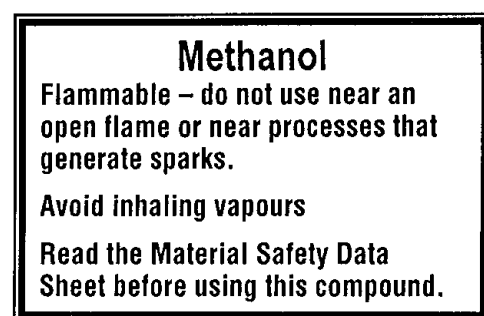 Methanol
Flammable – do not use near an
open flame or near processes that
generate sparks.
Avoid inhaling vapours
Read the Material Safety Data
Sheet before using this compound.